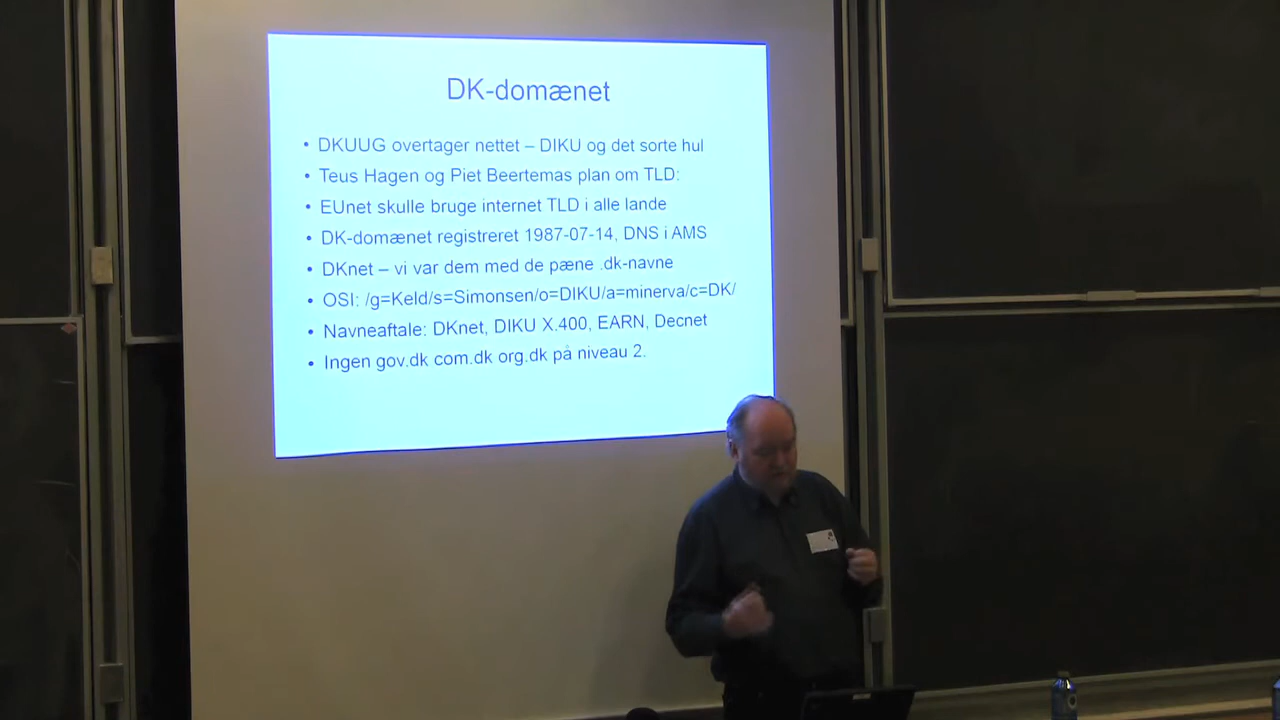 DK-domænet
• DKUUG overtager nettet – DIKU og det sorte hul
• Teus Hagen og Piet Beertemas plan om TLD:
• EUnet skulle bruge internet TLD i alle lande
• DK-domænet registreret 1987-07-14, DNS i AMS
• DKnet – vi var dem med de pæne .dk-navne
• OSI: /g=Keld/s=Simonsen/o=DIKU/a=minerva/c=DK/
• Navneaftale: DKnet, DIKU X.400, EARN, Decnet
• Ingen gov.dk com.dk org.dk på niveau 2.